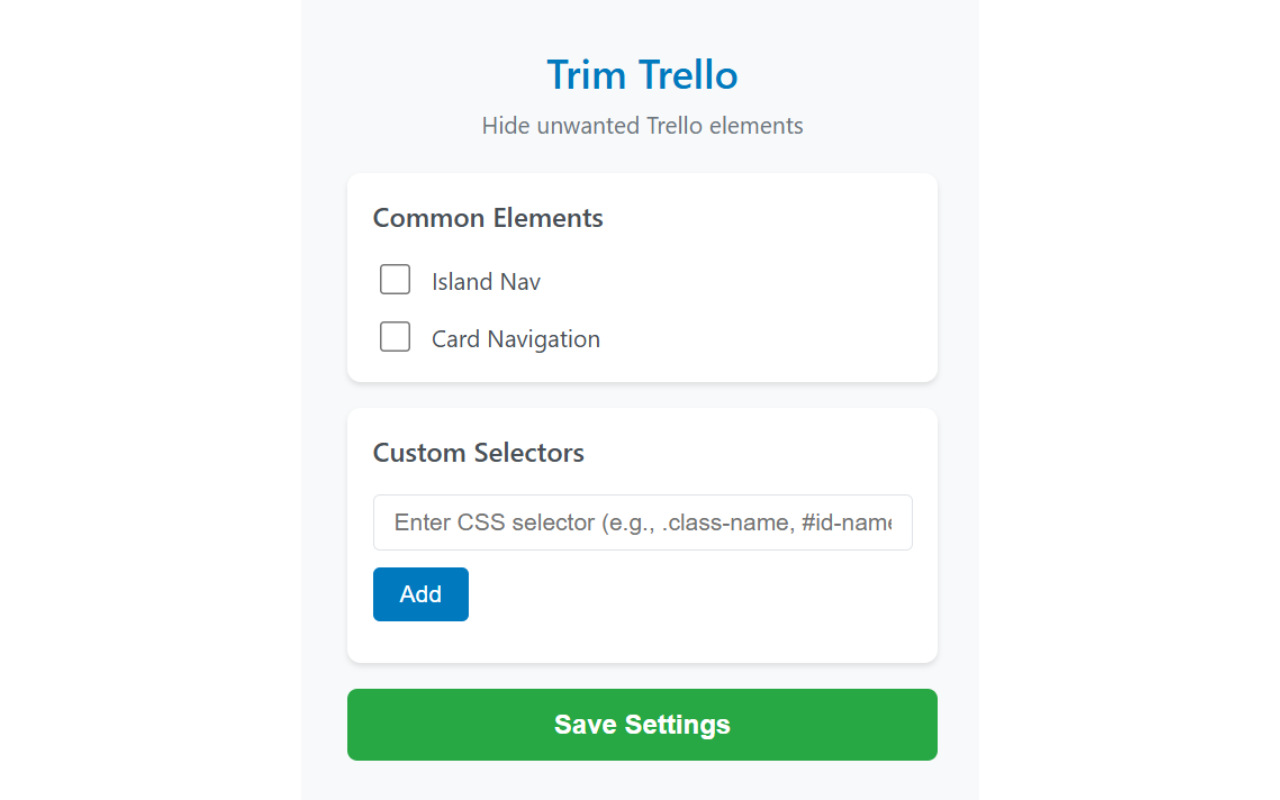 Trim Trello
Hide unwanted Trello elements
Common Elements
Island Nav
Card Navigation
Custom Selectors
Enter CSS selector (e.g., .class-name, #id-name
Add
Save Settings